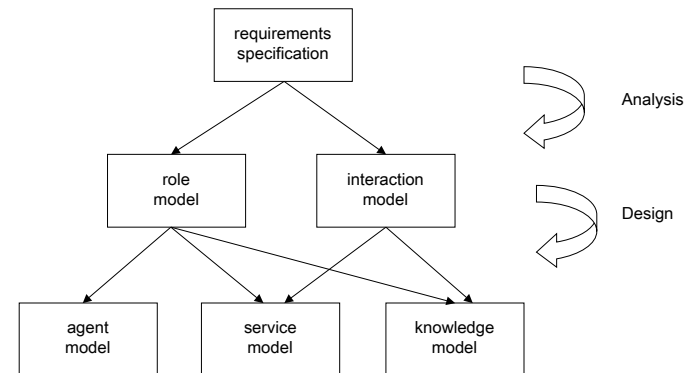 requirements
specification
Analysis
role
model
interaction
model
Design
agent
model
service
model
knowledge
model